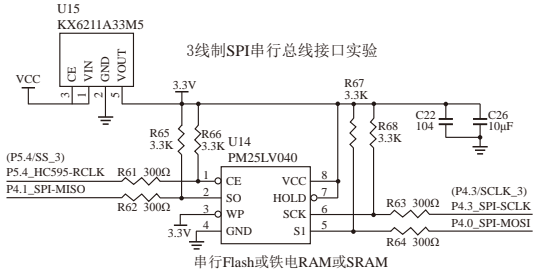 U15
KX6211A33M5
3线制SPI串行总线接口实验
CE
VIN
GND
VOUT
VCC
3 1 2 5
3.3V
R67
3.3K
R65
3.3K
R66
3.3K
R68
3.3K
C22
104
C26
10μF
U14
PM25LV040
(P5.4/SS_3)
P5.4_HC595-RCLK
R61 300Ω
1 CE
VCC 8
P4.1_SPI-MISO
R62 300Ω
2 SO
HOLD 7
(P4.3/SCLK_3)
3 WP
SCK 6
R63 300Ω
P4.3_SPI-SCLK
3.3V
4 GND
S1 5
R64 300Ω
P4.0_SPI-MOSI
串行Flash或铁电RAM或SRAM